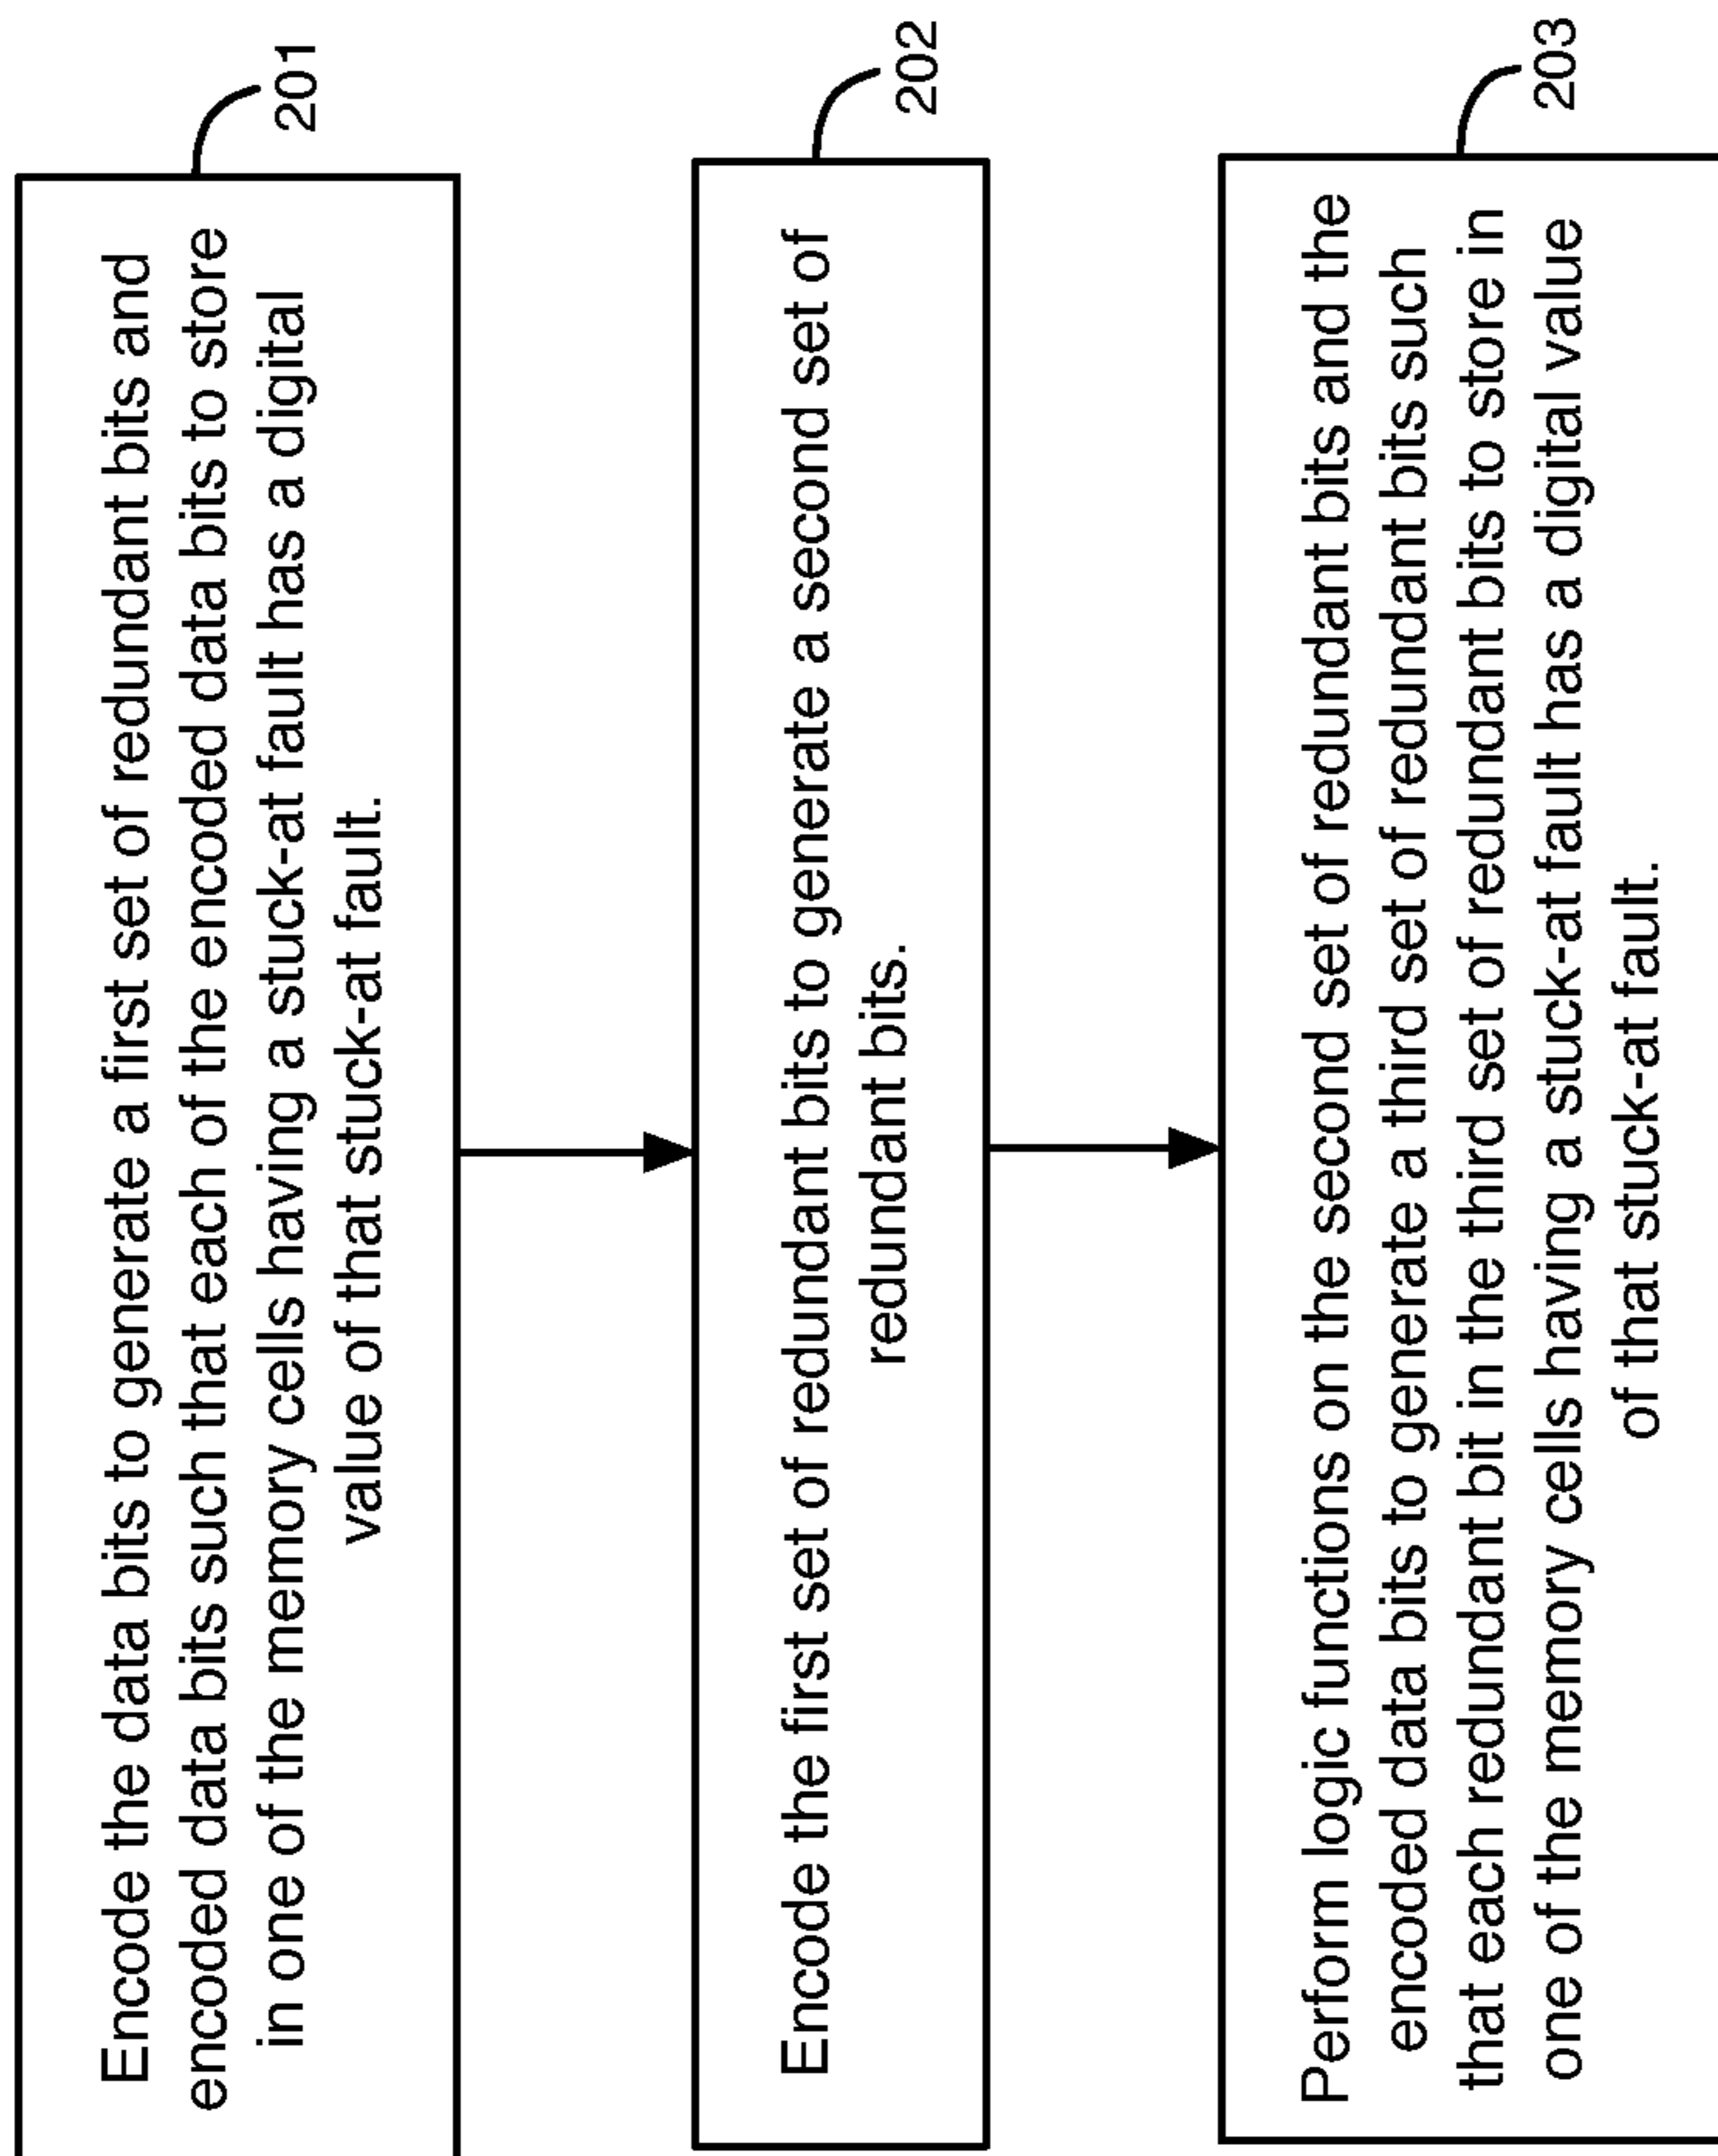 Encode the data bits to generate a first set of redundant bits and
encoded data bits such that each of the encoded data bits to store
in one of the memory cells having a stuck-at fault has a digital
value of that stuck-at fault.
201
Encode the first set of redundant bits to generate a second set of
redundant bits.
202
Perform logic functions on the second set of redundant bits and the
encoded data bits to generate a third set of redundant bits such
that each redundant bit in the third set of redundant bits to store in
one of the memory cells having a stuck-at fault has a digital value
of that stuck-at fault.
203